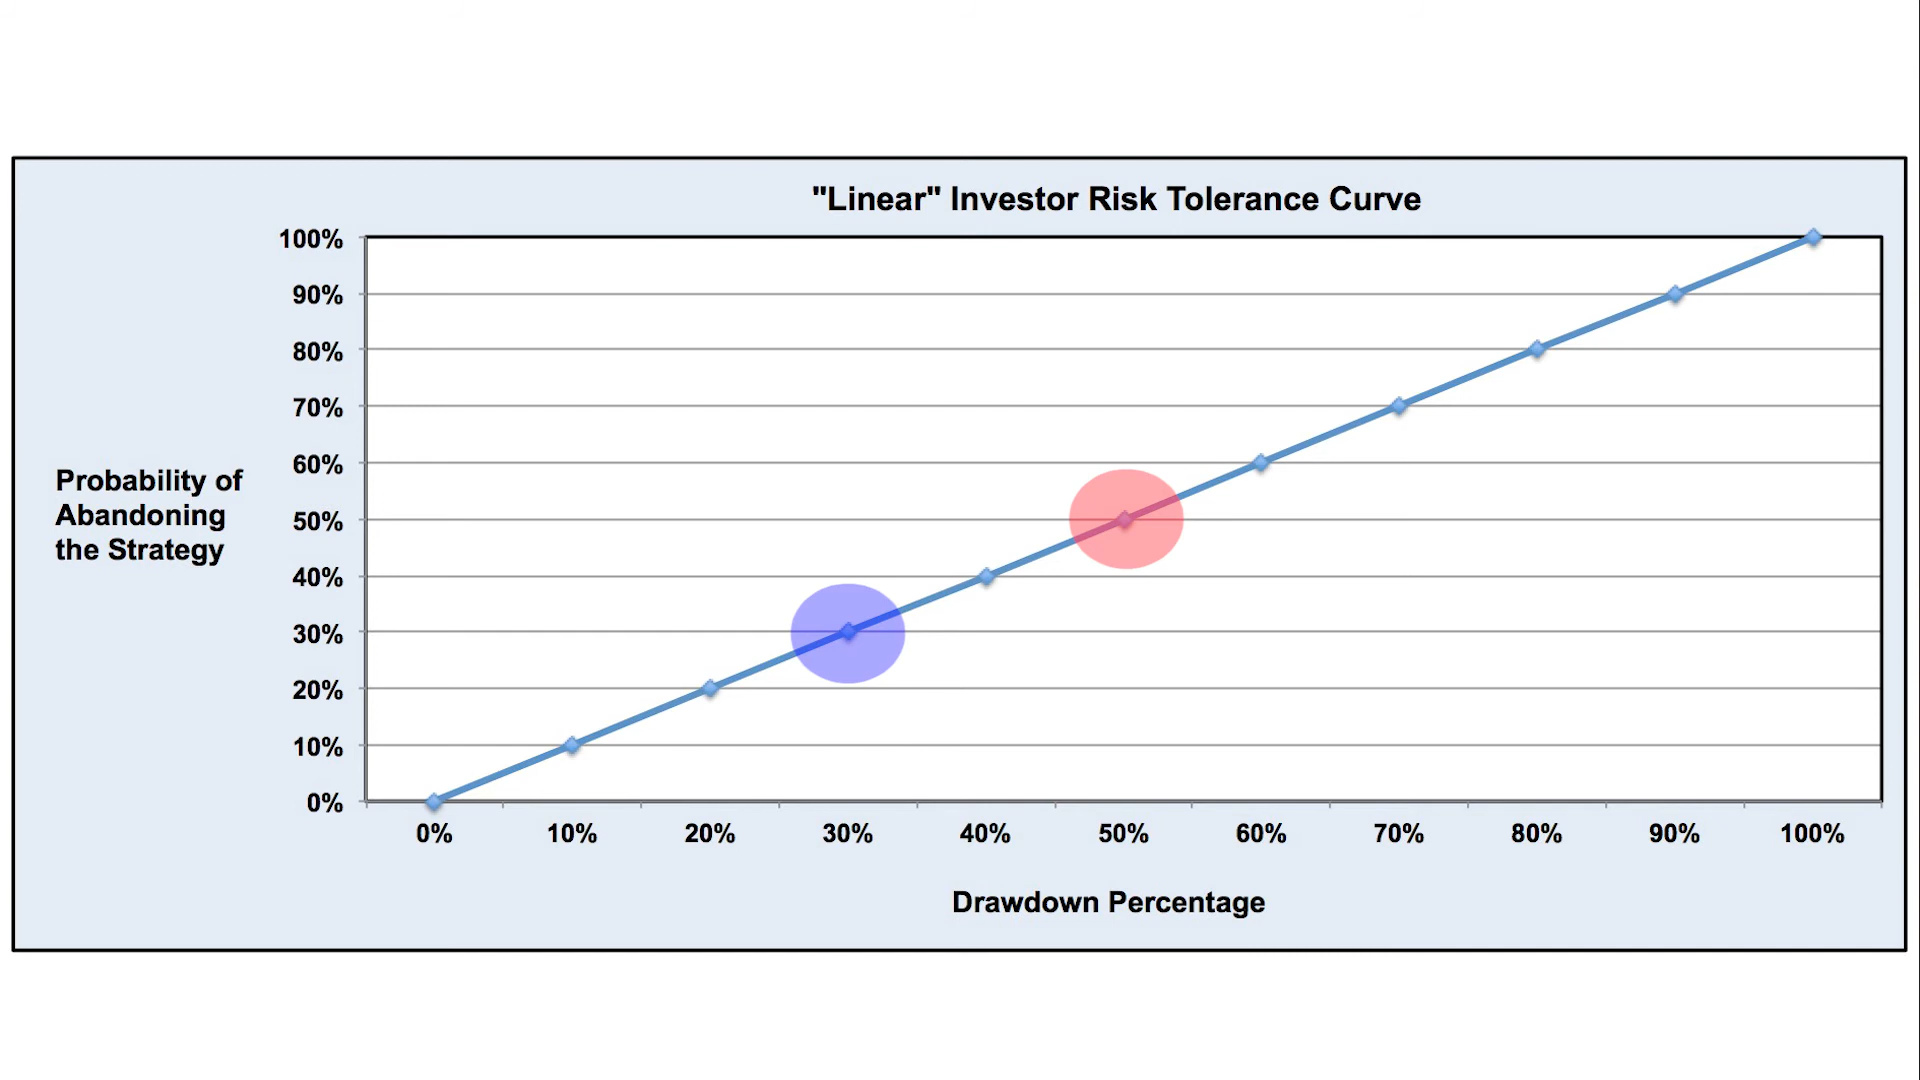 "Linear" Investor Risk Tolerance Curve
100%
90%
80%
70%
60%
50%
40%
30%
20%
10%
0%
Probability of
Abandoning
the Strategy
0% 10% 20% 30% 40% 50% 60% 70% 80% 90% 100%
Drawdown Percentage